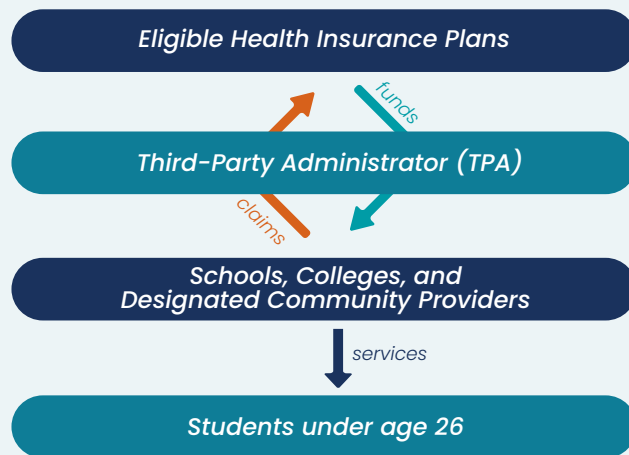 Eligible Health Insurance Plans
funds
Third-Party Administrator (TPA)
claims
Schools, Colleges, and
Designated Community Providers
services
Students under age 26